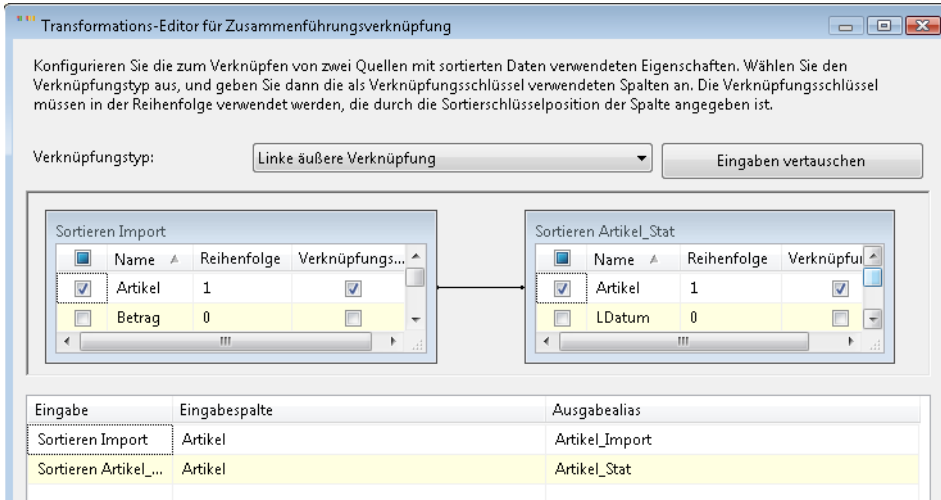 Transformations-Editor für Zusammenführungsverknüpfung
Konfigurieren Sie die zum Verknüpfen von zwei Quellen mit sortierten Daten verwendeten Eigenschaften. Wählen Sie den
Verknüpfungstyp aus, und geben Sie dann die als Verknüpfungsschlüssel verwendeten Spalten an. Die Verknüpfungsschlüssel
müssen in der Reihenfolge verwendet werden, die durch die Sortierschlüsselposition der Spalte angegeben ist.
Verknüpfungstyp: Linke äußere Verknüpfung Eingaben vertauschen
Sortieren Import
Name Reihenfolge Verknüpfungs...
Artikel 1
Betrag 0
Sortieren Artikel_Stat
Name Reihenfolge Verknüpfu
Artikel 1
LDatum 0
Eingabe Eingabespalte Ausgabealias
Sortieren Import Artikel Artikel_Import
Sortieren Artikel_... Artikel Artikel_Stat